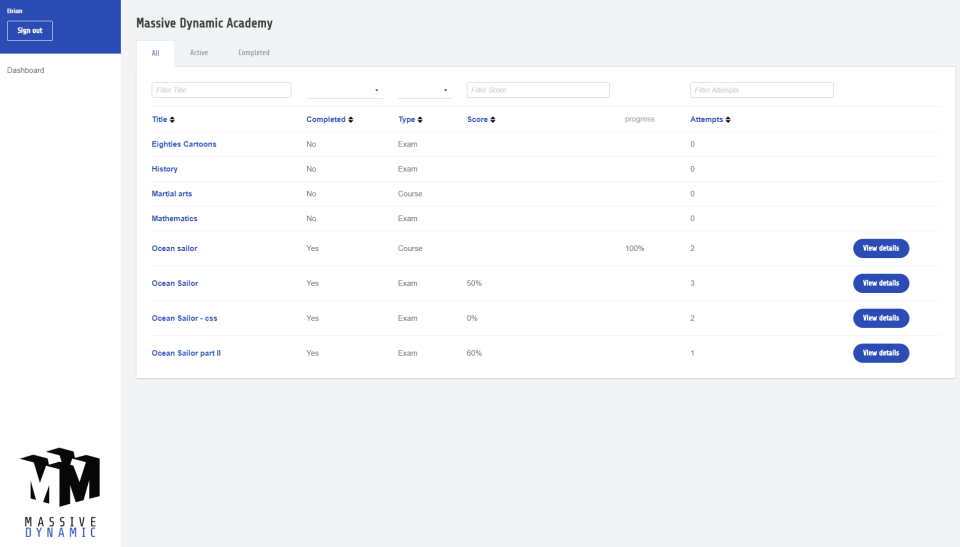 Brian
Sign out
Dashboard
Massive Dynamic Academy
All Active Completed
Filter Title Filter Score Filter Attempts
Title Completed Type Score progress Attempts
Eighties Cartoons No Exam 0
History No Exam 0
Martial arts No Course 0
Mathematics No Exam 0
Ocean sailor Yes Course 100% 2 View details
Ocean Sailor Yes Exam 50% 3 View details
Ocean Sailor - css Yes Exam 0% 2 View details
Ocean Sailor part II Yes Exam 60% 1 View details
MASSIVE
DYNAMIC